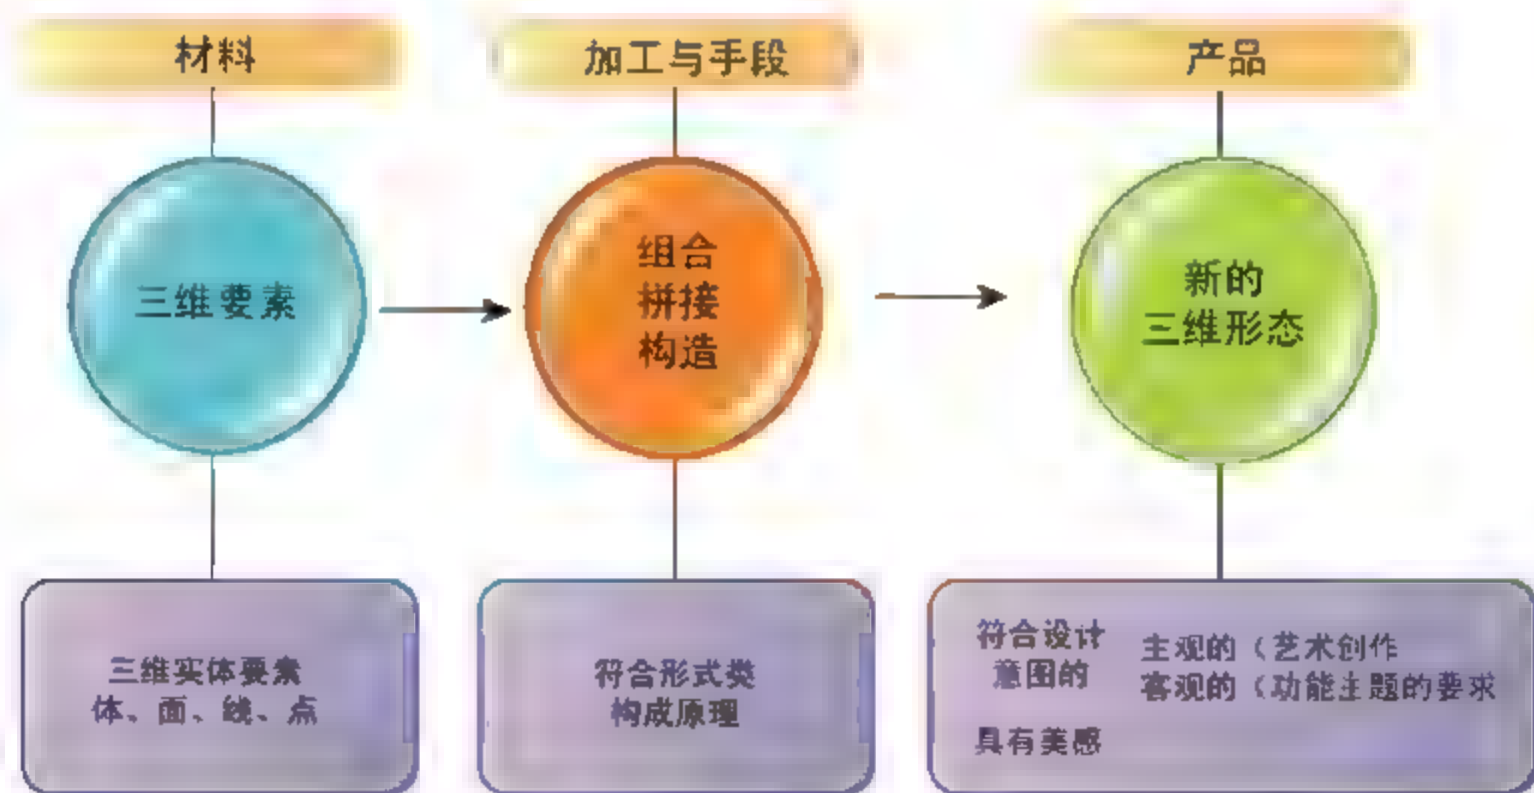 材料
加工与手段
产品
三维要素
组合
拼接
构造
新的
三维形态
三维实体要素
体、面、线、点
符合形式类
构成原理
符合设计
意图的
主观的（艺术创作
客观的（功能主题的要求
具有美感